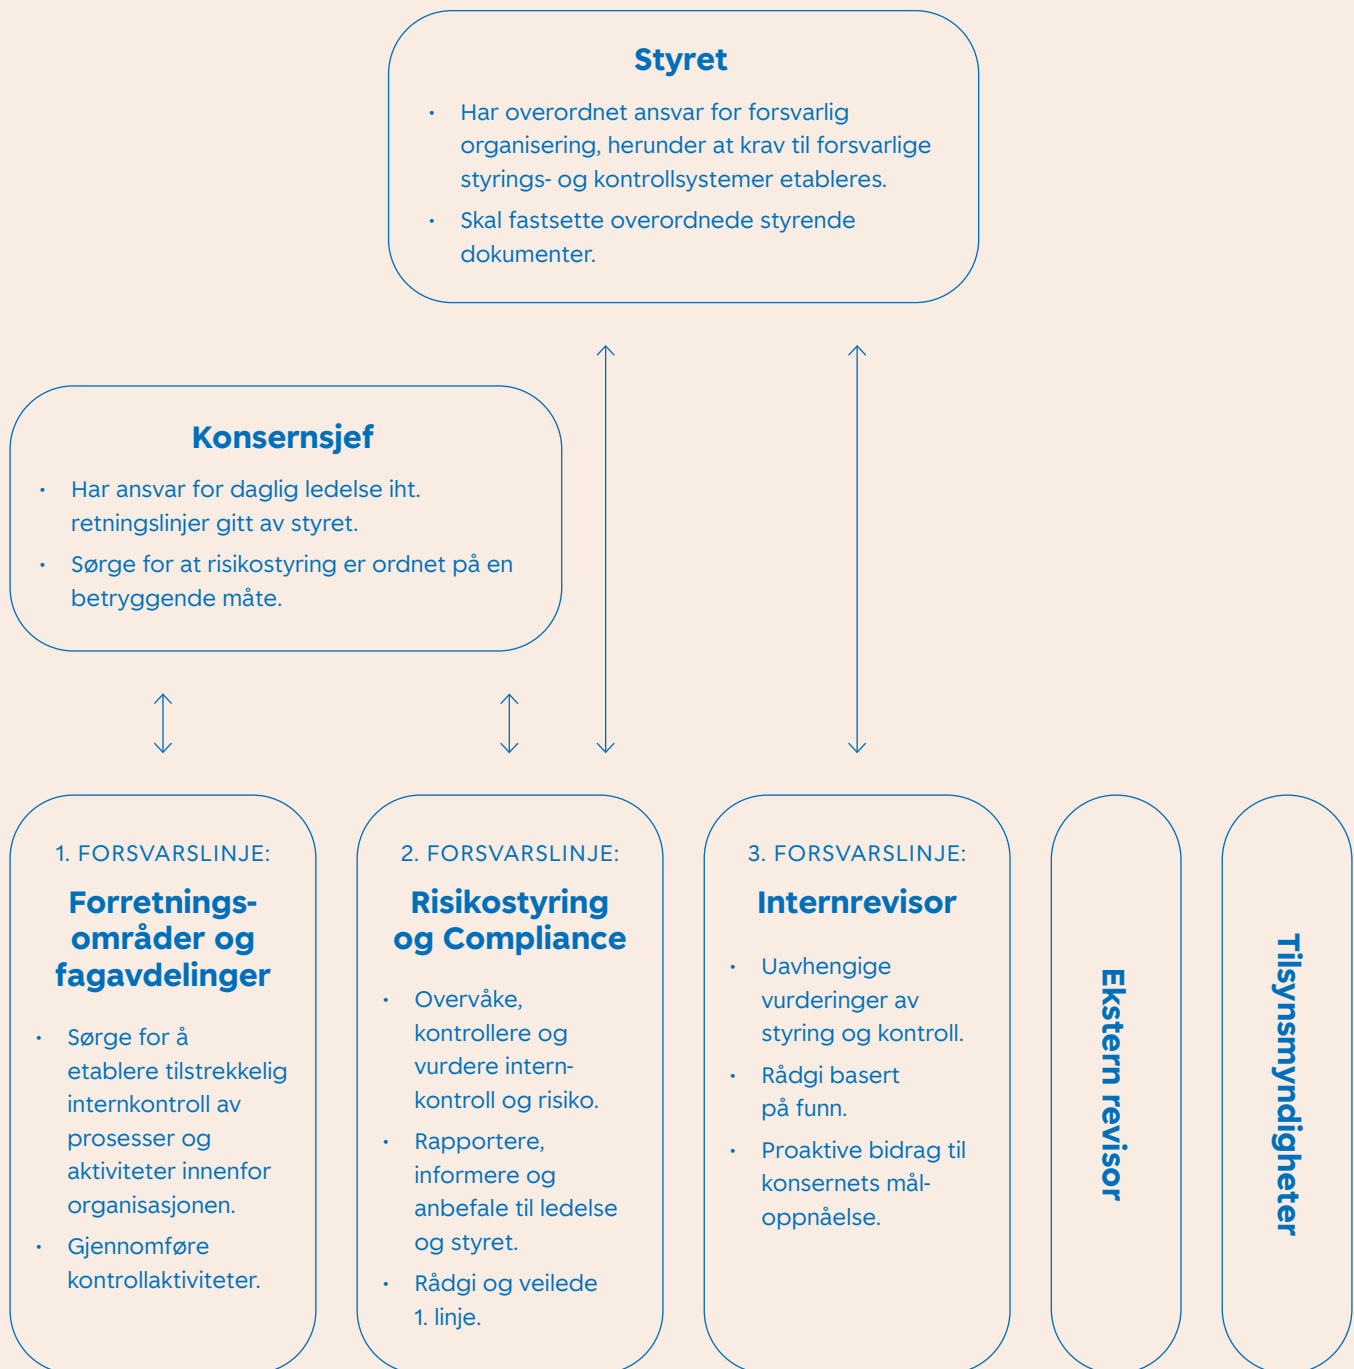 Styret
• Har overordnet ansvar for forsvarlig
organisering, herunder at krav til forsvarlige
styrings- og kontrollsystemer etableres.
• Skal fastsette overordnede styrende
dokumenter.
Konsernsjef
• Har ansvar for daglig ledelse iht.
retningslinjer gitt av styret.
• Sørge for at risikostyring er ordnet på en
betryggende måte.
1. FORSVARSLINJE:
Forretnings-
områder og
fagavdelinger
• Sørge for å
etablere tilstrekkelig
internkontroll av
prosesser og
aktiviteter innenfor
organisasjonen.
• Gjennomføre
kontrollaktiviteter.
2. FORSVARSLINJE:
Risikostyring
og Compliance
• Overvåke,
kontrollere og
vurdere intern-
kontroll og risiko.
• Rapportere,
informere og
anbefale til ledelse
og styret.
• Rådgi og veilede
1. linje.
3. FORSVARSLINJE:
Internrevisor
• Uavhengige
vurderinger av
styring og kontroll.
• Rådgi basert
på funn.
• Proaktive bidrag til
konsernets mål-
oppnåelse.
Ekstern revisor
Tilsynsmyndigheter